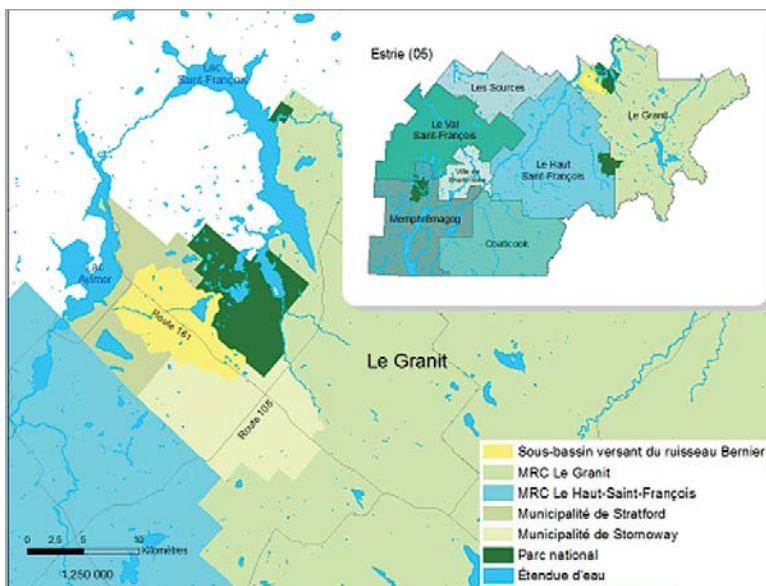 Lac
Saint-François
Lac
Aylmer
Route 161
Route 108
Le Granit
Estrie (05)
Les Sources
Le Val
Saint-François
Ville de
Sherbrooke
Le Haut
Saint-François
Le Granit
Memphrémagog
Coaticook
Sous-bassin versant du ruisseau Bernier
MRC Le Granit
MRC Le Haut-Saint-François
Municipalité de Stratford
Municipalité de Stornoway
Parc national
Étendue d'eau
0 2.5 5 10
Kilomètres
1:250 000